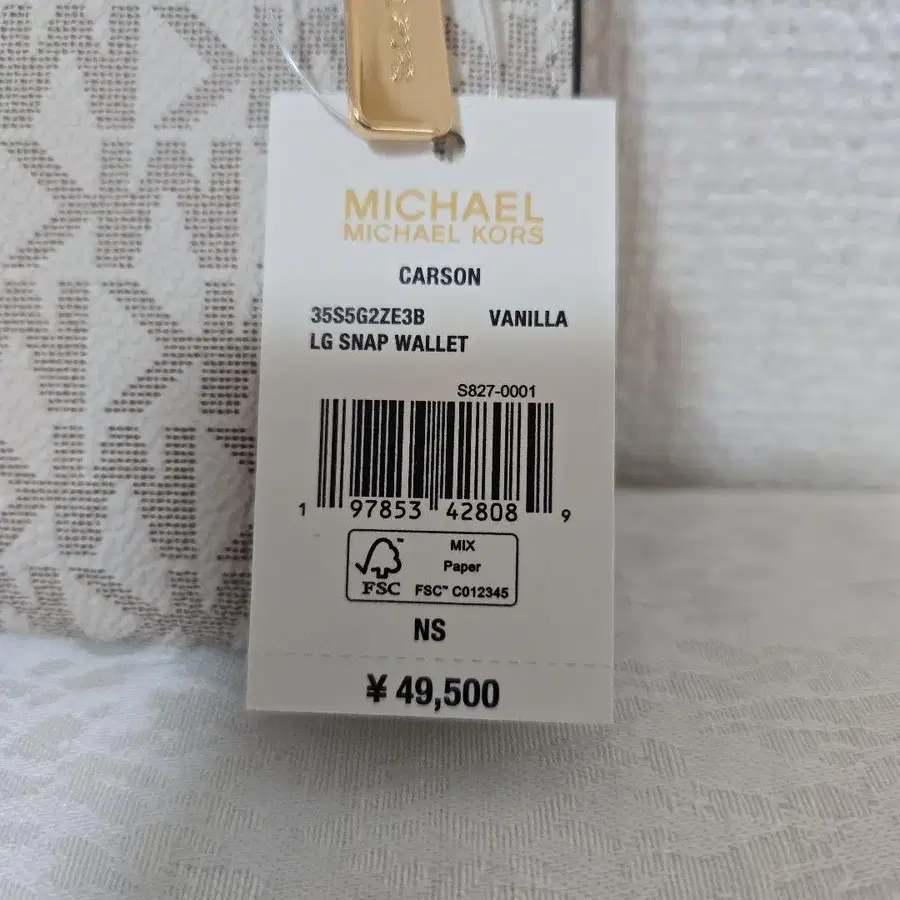 MICHAEL
MICHAEL KORS
CARSON
35S5G2ZE3B VANILLA
LG SNAP WALLET
S827-0001
1 97853 42808 9
FSC™
MIX
Paper
FSC™ C012345
NS
¥ 49,500